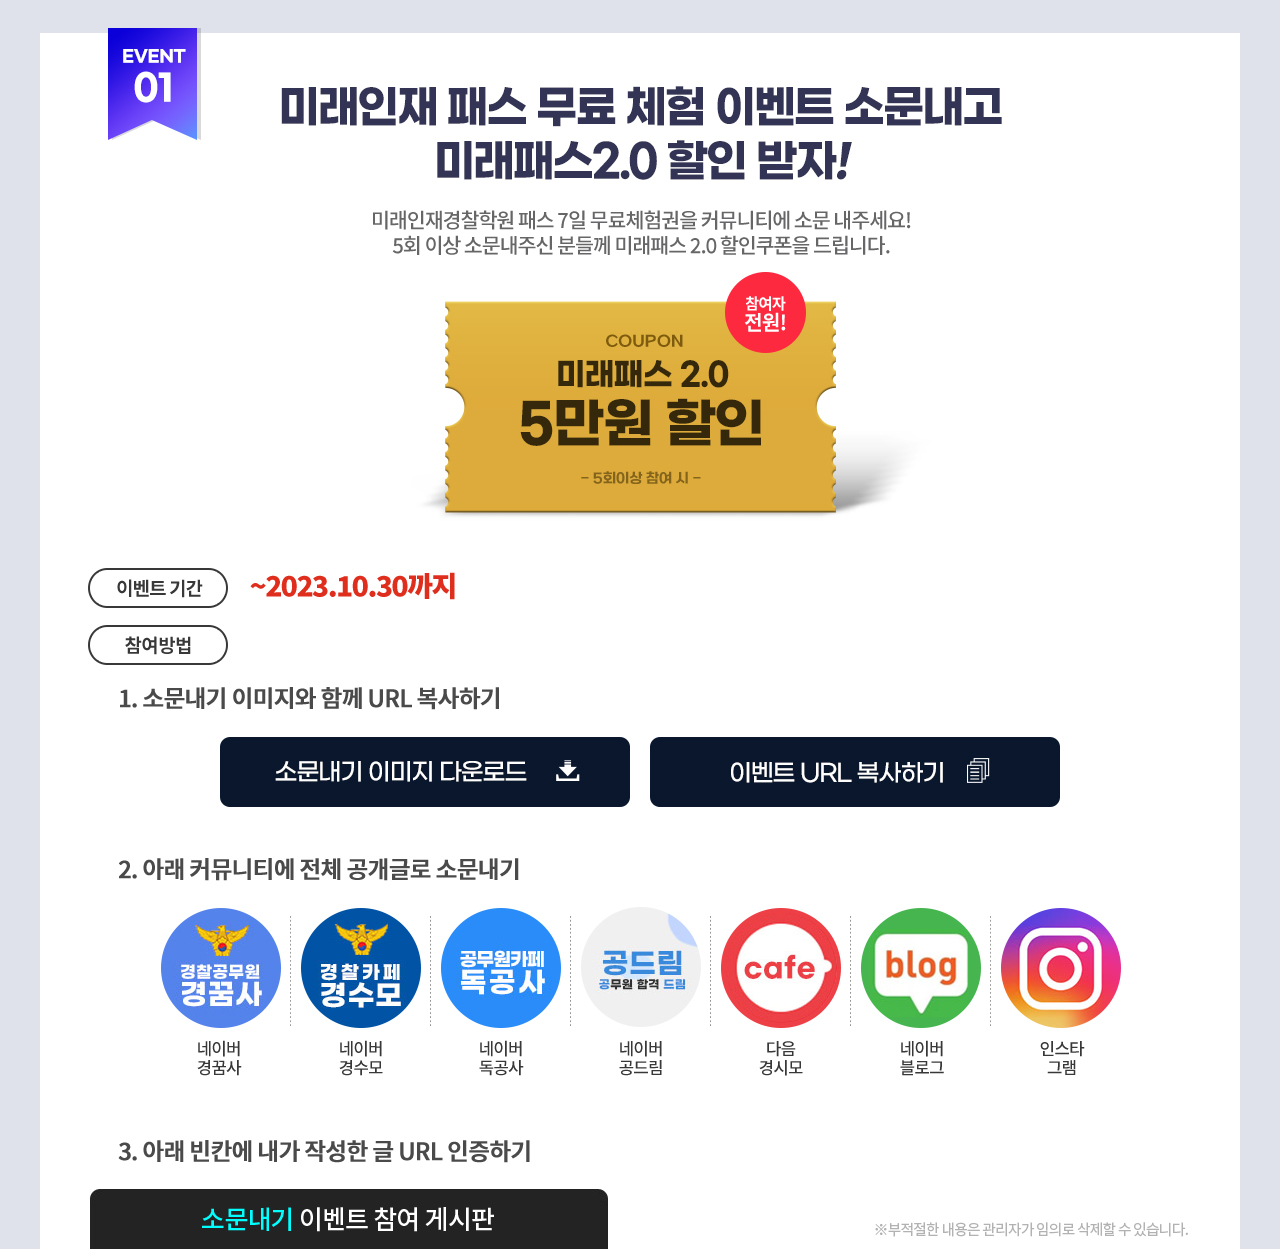 EVENT
01
미래인재 패스 무료 체험 이벤트 소문내고
미래패스2.0 할인 받자!
미래인재경찰학원 패스 7일 무료체험권을 커뮤니티에 소문 내주세요!
5회 이상 소문내주신 분들께 미래패스 2.0 할인쿠폰을 드립니다.
참여자
전원!
COUPON
미래패스 2.0
5만원 할인
- 5회이상 참여 시 -
이벤트 기간
~2023.10.30까지
참여방법
1. 소문내기 이미지와 함께 URL 복사하기
소문내기 이미지 다운로드
이벤트 URL 복사하기
2. 아래 커뮤니티에 전체 공개글로 소문내기
경찰공무원
경꿈사
경찰카페
경수모
공무원카페
독공사
공드림
공무원 합격 드림
cafe
blog
네이버
경꿈사
네이버
경수모
네이버
독공사
네이버
공드림
다음
경시모
네이버
블로그
인스타
그램
3. 아래 빈칸에 내가 작성한 글 URL 인증하기
소문내기 이벤트 참여 게시판
※부적절한 내용은 관리자가 임의로 삭제할 수 있습니다.